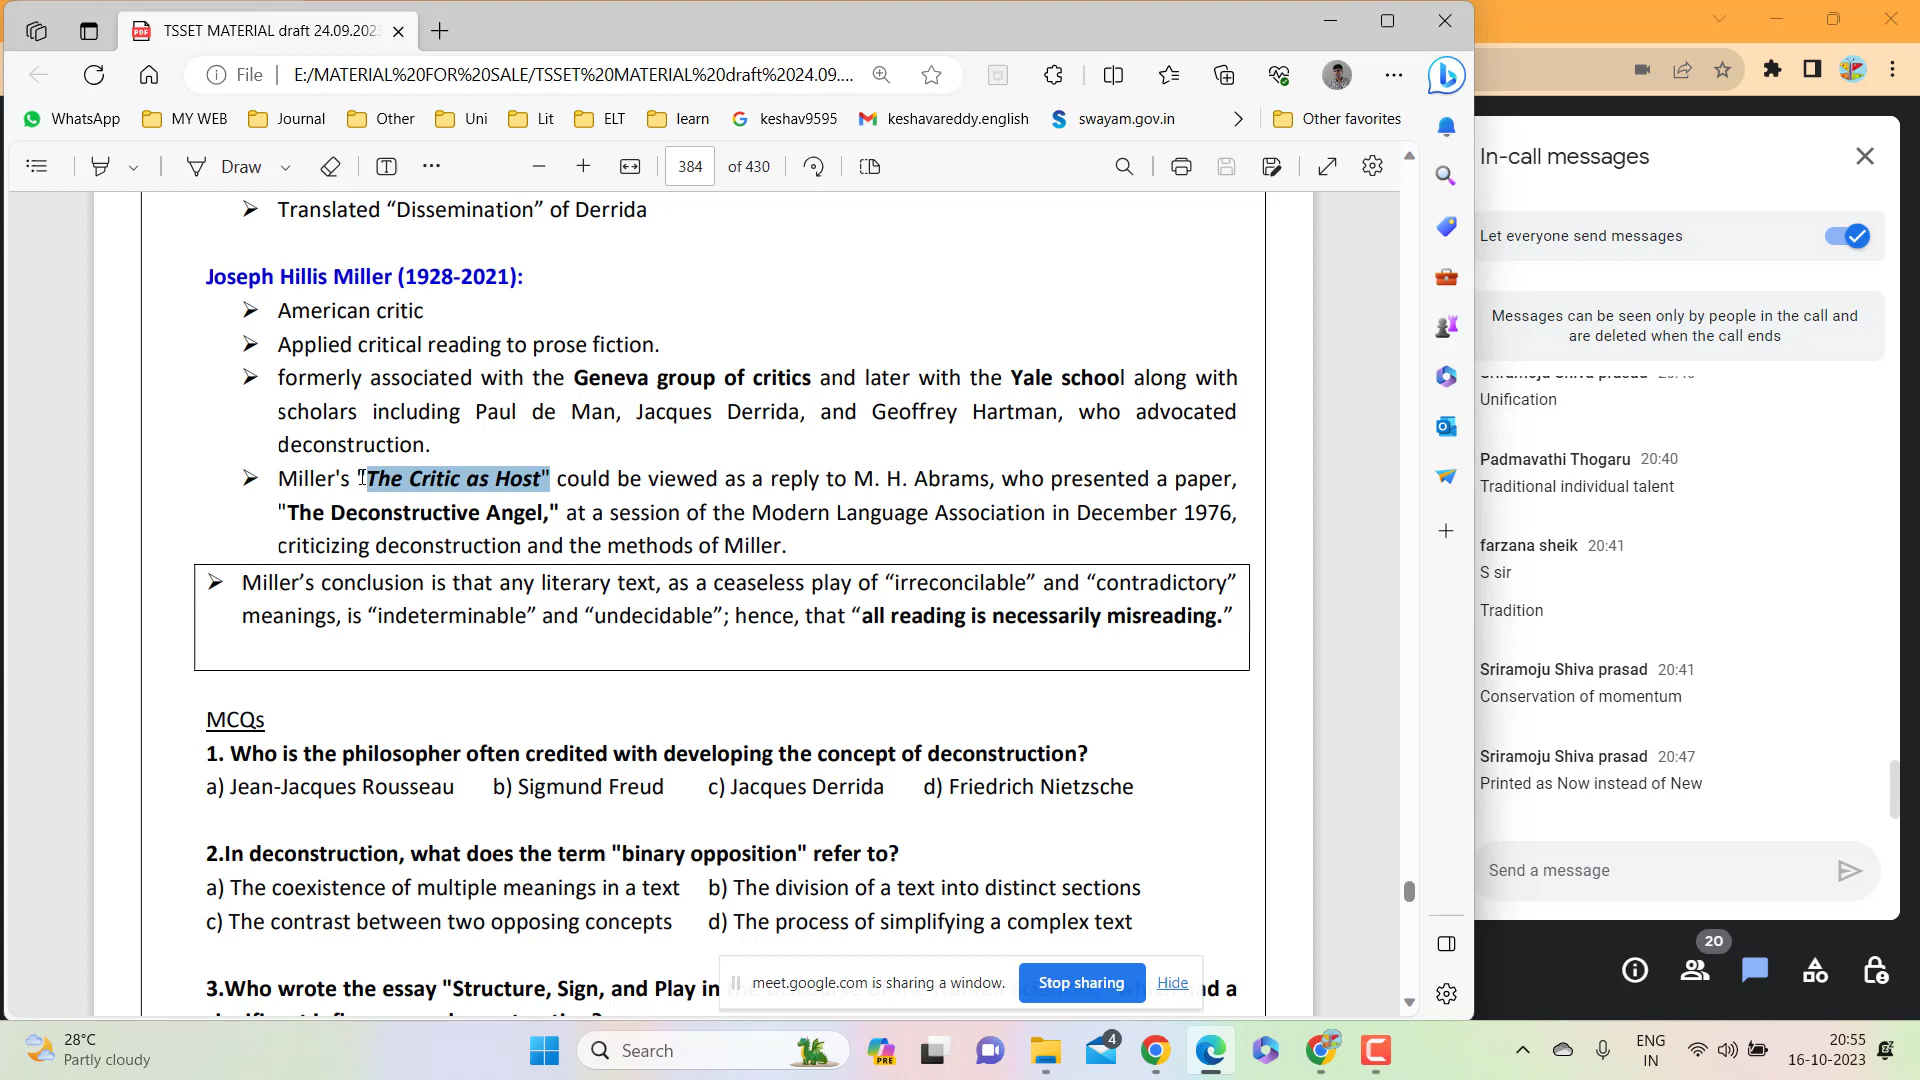 TSSET MATERIAL draft 24.09.202
File
E:/MATERIAL%20FOR%20SALE/TSSET%20MATERIAL%20draft%2024.09....
WhatsApp
MY WEB
Journal
Other
Uni
Lit
ELT
learn
keshav9595
keshavareddy.english
swayam.gov.in
Other favorites
Draw
384
of 430
➢ Translated “Dissemination” of Derrida
Joseph Hillis Miller (1928-2021):
➢ American critic
➢ Applied critical reading to prose fiction.
➢ formerly associated with the Geneva group of critics and later with the Yale school along with
scholars including Paul de Man, Jacques Derrida, and Geoffrey Hartman, who advocated
deconstruction.
➢ Miller's "The Critic as Host" could be viewed as a reply to M. H. Abrams, who presented a paper,
"The Deconstructive Angel," at a session of the Modern Language Association in December 1976,
criticizing deconstruction and the methods of Miller.
➢ Miller’s conclusion is that any literary text, as a ceaseless play of “irreconcilable” and “contradictory”
meanings, is “indeterminable” and “undecidable”; hence, that “all reading is necessarily misreading.”
MCQs
1. Who is the philosopher often credited with developing the concept of deconstruction?
a) Jean-Jacques Rousseau b) Sigmund Freud c) Jacques Derrida d) Friedrich Nietzsche
2.In deconstruction, what does the term "binary opposition" refer to?
a) The coexistence of multiple meanings in a text b) The division of a text into distinct sections
c) The contrast between two opposing concepts d) The process of simplifying a complex text
3.Who wrote the essay "Structure, Sign, and Play in
meet.google.com is sharing a window.
Stop sharing
Hide
In-call messages
Let everyone send messages
Messages can be seen only by people in the call and
are deleted when the call ends
Unification
Padmavathi Thogaru 20:40
Traditional individual talent
farzana sheik 20:41
S sir
Tradition
Sriramoju Shiva prasad 20:41
Conservation of momentum
Sriramoju Shiva prasad 20:47
Printed as Now instead of New
Send a message
20
28°C
Partly cloudy
Search
PRE
4
ENG
IN
20:55
16-10-2023